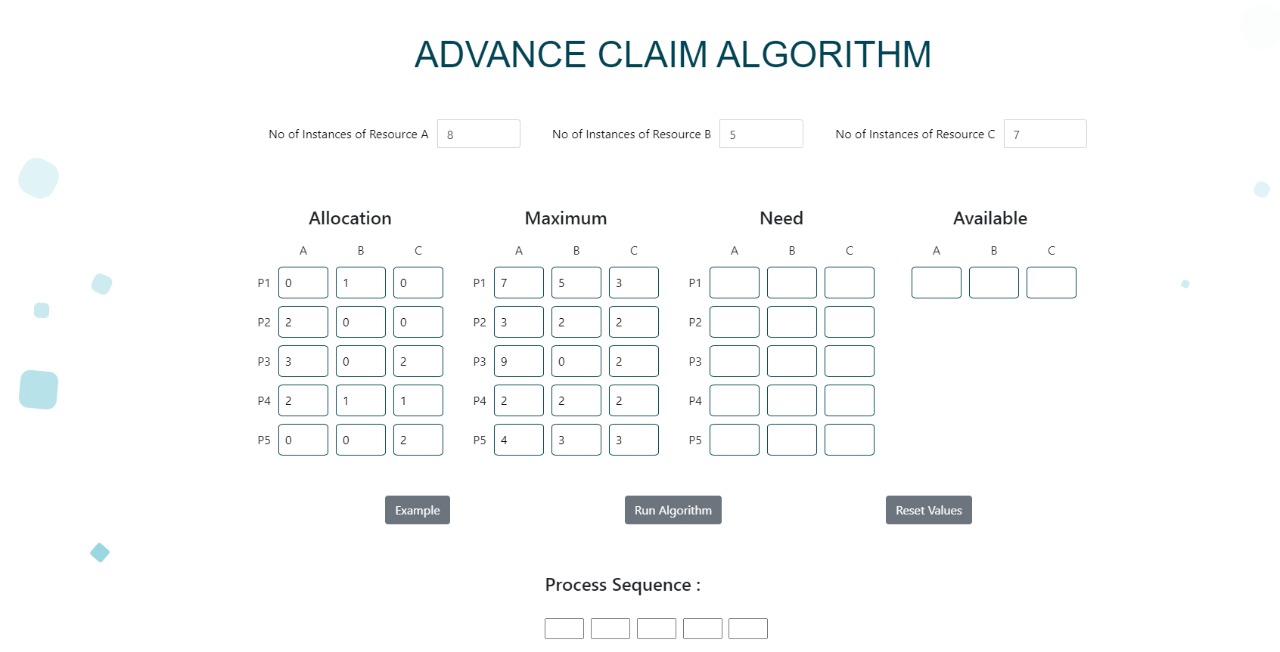 ADVANCE CLAIM ALGORITHM
No of Instances of Resource A 8 No of Instances of Resource B 5 No of Instances of Resource C 7
Allocation Maximum Need Available
A B C A B C A B C A B C
P1 0 1 0 P1 7 5 3 P1
P2 2 0 0 P2 3 2 2 P2
P3 3 0 2 P3 9 0 2 P3
P4 2 1 1 P4 2 2 2 P4
P5 0 0 2 P5 4 3 3 P5
Example Run Algorithm Reset Values
Process Sequence :